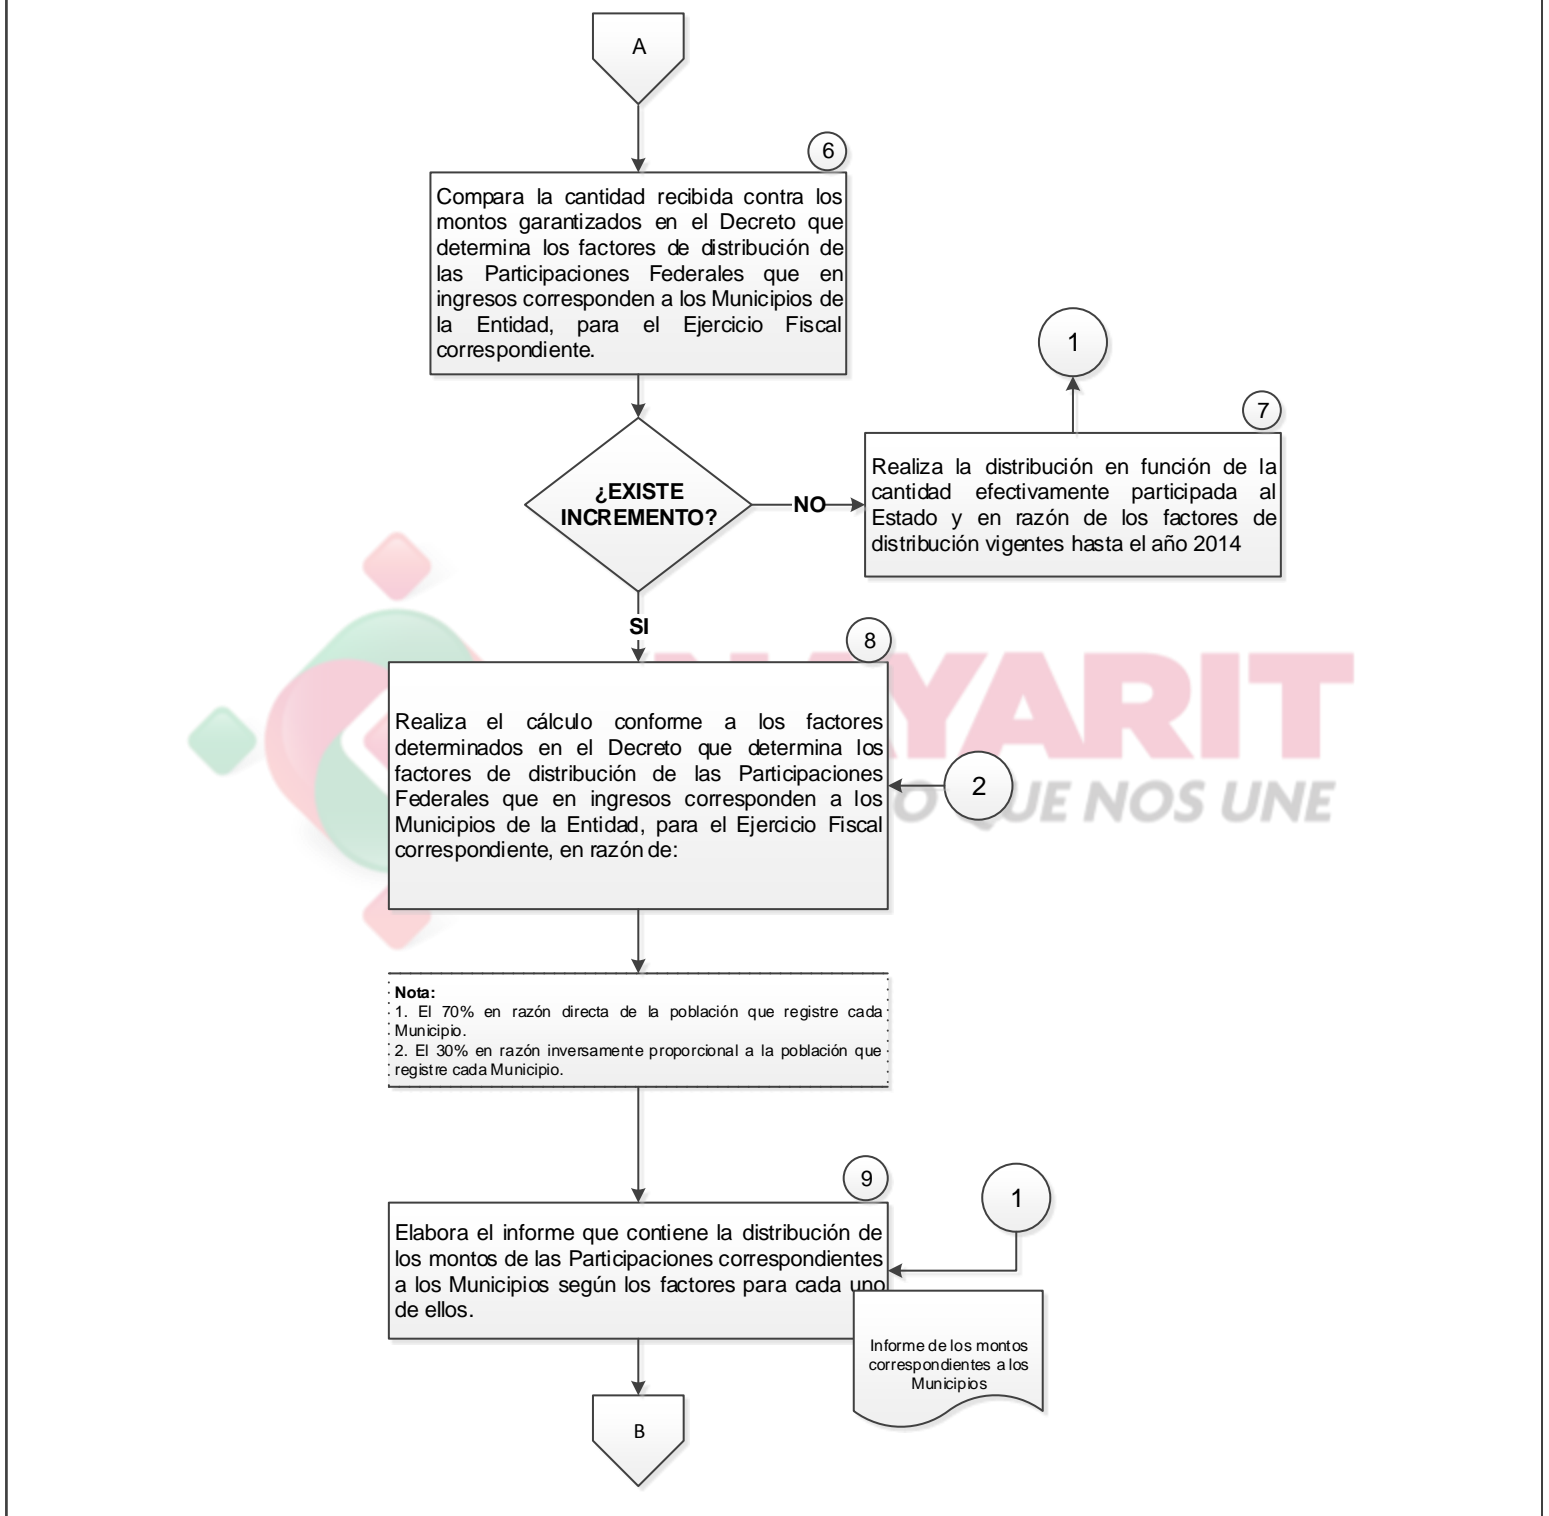 A
6
Compara la cantidad recibida contra los
montos garantizados en el Decreto que
determina los factores de distribución de
las Participaciones Federales que en
ingresos corresponden a los Municipios de
la Entidad, para el Ejercicio Fiscal
correspondiente.
1
7
Realiza la distribución en función de la
cantidad efectivamente participada al
Estado y en razón de los factores de
distribución vigentes hasta el año 2014
¿EXISTE
INCREMENTO?
NO
SI
8
Realiza el cálculo conforme a los factores
determinados en el Decreto que determina los
factores de distribución de las Participaciones
Federales que en ingresos corresponden a los
Municipios de la Entidad, para el Ejercicio Fiscal
correspondiente, en razón de:
2
AYARIT
O QUE NOS UNE
Nota:
1. El 70% en razón directa de la población que registre cada
Municipio.
2. El 30% en razón inversamente proporcional a la población que
registre cada Municipio.
9
1
Elabora el informe que contiene la distribución de
los montos de las Participaciones correspondientes
a los Municipios según los factores para cada uno
de ellos.
Informe de los montos
correspondientes a los
Municipios
B